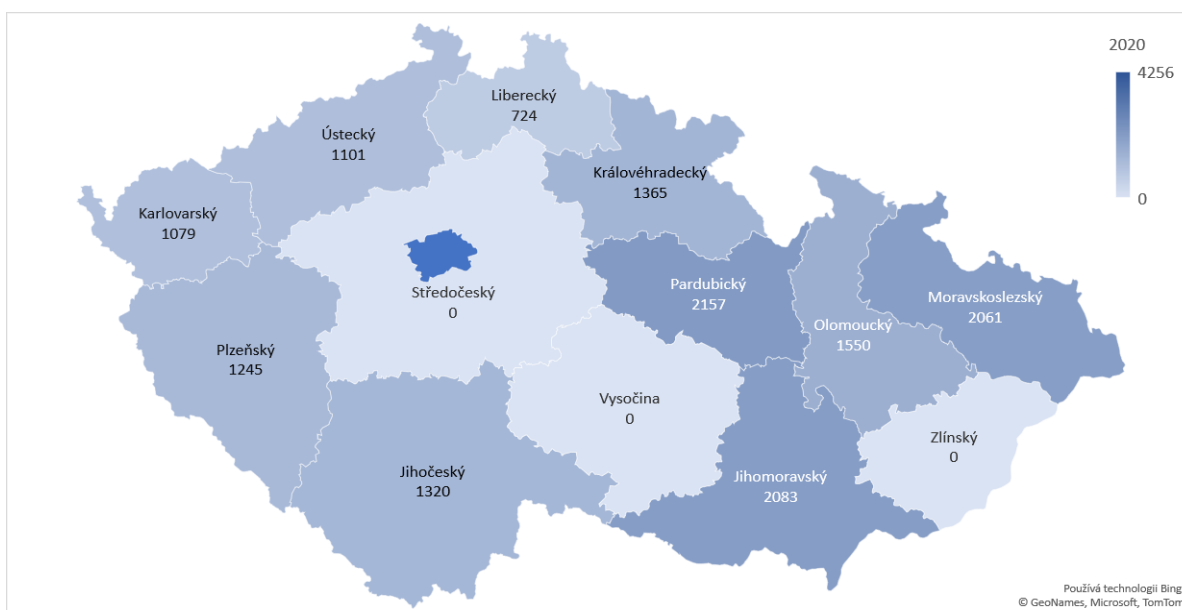 2020
4256
0
Liberecký
724
Ústecký
1101
Královéhradecký
1365
Karlovarský
1079
Středočeský
0
Pardubický
2157
Moravskoslezský
2061
Olomoucký
1550
Plzeňský
1245
Vysočina
0
Zlínský
0
Jihočeský
1320
Jihomoravský
2083
Používá technologii Bing
© GeoNames, Microsoft, TomTom